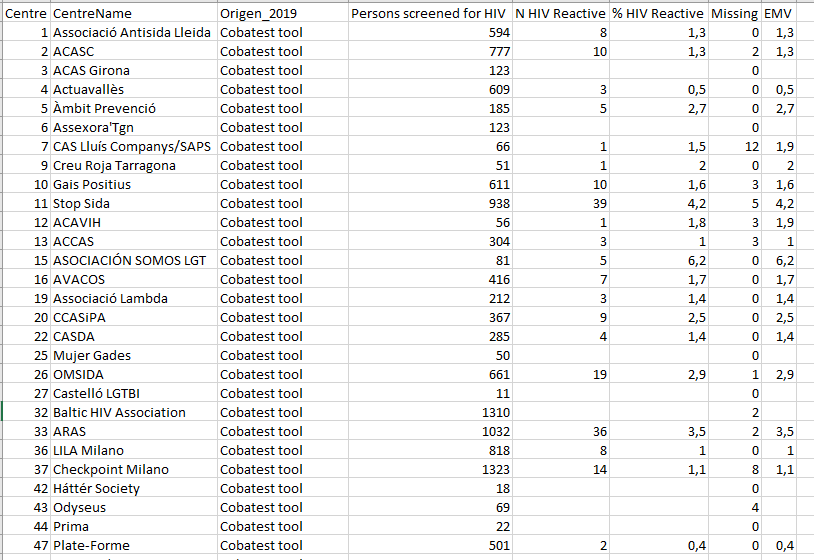 Centre CentreName Origen_2019 Persons screened for HIV N HIV Reactive % HIV Reactive Missing EMV
1 Associació Antisida Lleida Cobatest tool 594 8 1,3 0 1,3
2 ACASC Cobatest tool 777 10 1,3 2 1,3
3 ACAS Girona Cobatest tool 123 0
4 Actuavallès Cobatest tool 609 3 0,5 0 0,5
5 Àmbit Prevenció Cobatest tool 185 5 2,7 0 2,7
6 Assexora'Tgn Cobatest tool 123 0
7 CAS Lluís Companys/SAPS Cobatest tool 66 1 1,5 12 1,9
9 Creu Roja Tarragona Cobatest tool 51 1 2 0 2
10 Gais Positius Cobatest tool 611 10 1,6 3 1,6
11 Stop Sida Cobatest tool 938 39 4,2 5 4,2
12 ACAVIH Cobatest tool 56 1 1,8 3 1,9
13 ACCAS Cobatest tool 304 3 1 3 1
15 ASOCIACIÓN SOMOS LGT Cobatest tool 81 5 6,2 0 6,2
16 AVACOS Cobatest tool 416 7 1,7 0 1,7
19 Associació Lambda Cobatest tool 212 3 1,4 0 1,4
20 CCASiPA Cobatest tool 367 9 2,5 0 2,5
22 CASDA Cobatest tool 285 4 1,4 0 1,4
25 Mujer Gades Cobatest tool 50 0
26 OMSIDA Cobatest tool 661 19 2,9 1 2,9
27 Castelló LGTBI Cobatest tool 11 0
32 Baltic HIV Association Cobatest tool 1310 2
33 ARAS Cobatest tool 1032 36 3,5 2 3,5
36 LILA Milano Cobatest tool 818 8 1 0 1
37 Checkpoint Milano Cobatest tool 1323 14 1,1 8 1,1
42 Háttér Society Cobatest tool 18 0
43 Odyseus Cobatest tool 69 4
44 Prima Cobatest tool 22 0
47 Plate-Forme Cobatest tool 501 2 0,4 0 0,4